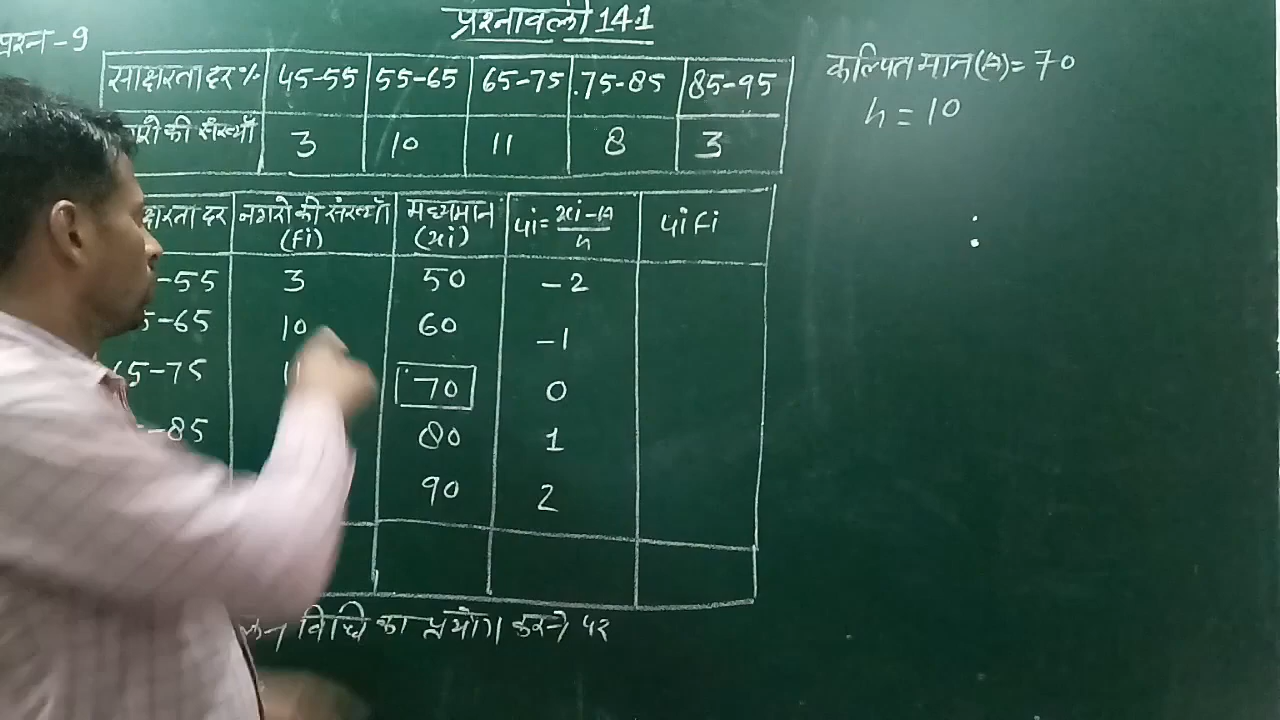 प्रश्नावली 14.1
प्रश्न-9
साक्षरता दर % 45-55 55-65 65-75 75-85 85-95
की संख्याँ 3 10 11 8 3
कल्पित मान (A) = 70
h = 10
दर नगरो की संख्याँ (fi) मध्यमान (xi) ui = xi-A/h uifi
-55 3 50 -2
-65 10 60 -1
65-75 70 0
-85 80 1
90 2
विधि का प्रयोग करने पर